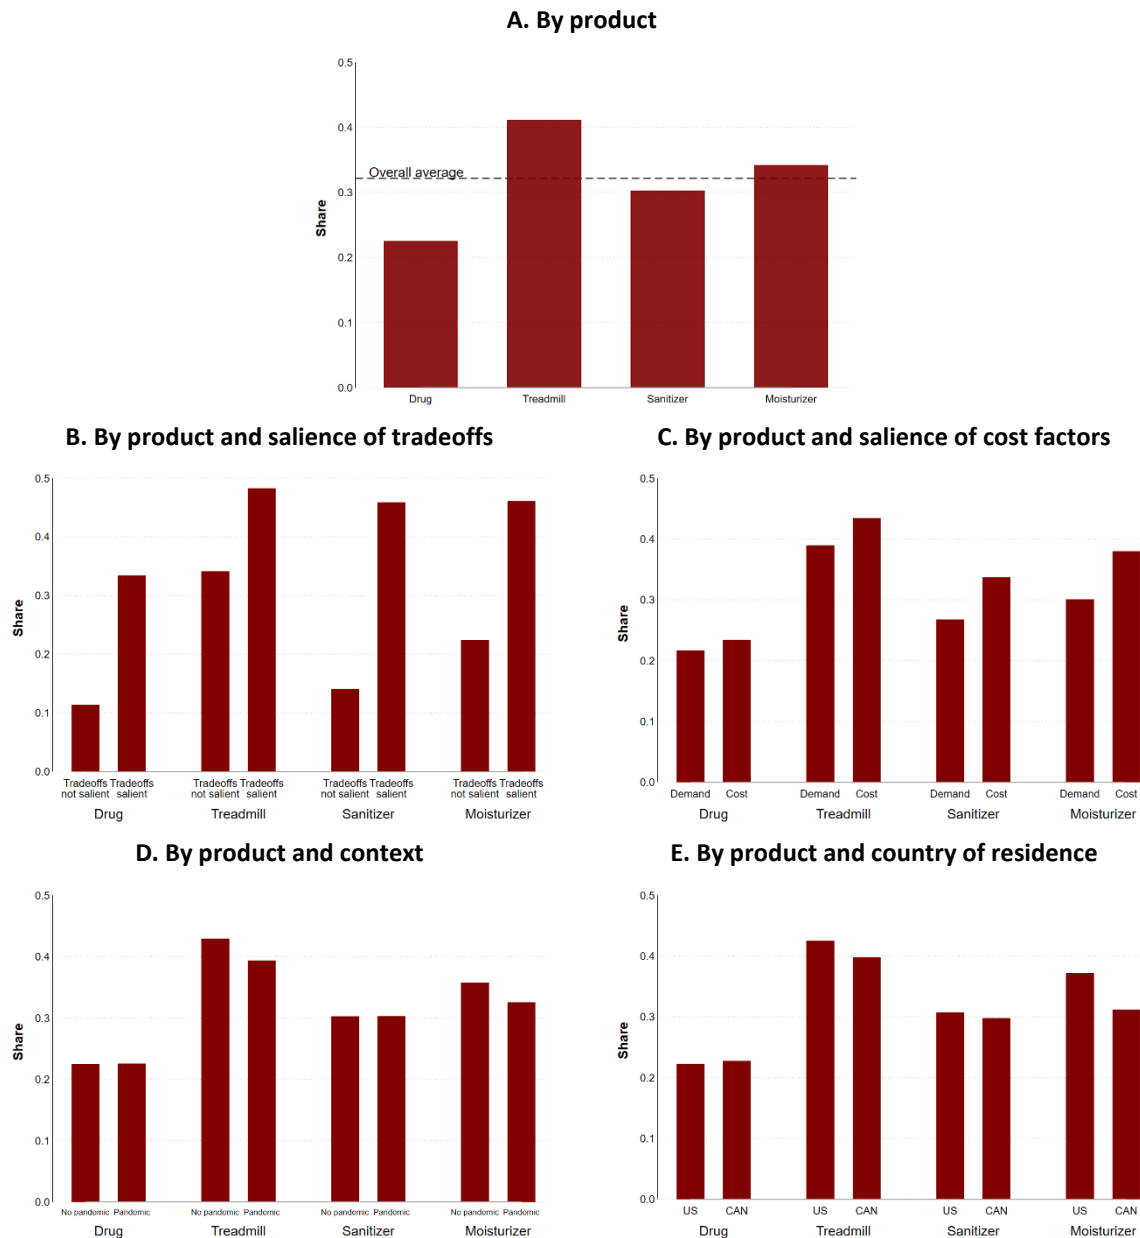 A. By product
0.5
0.4
Overall average
0.3
Share
0.2
0.1
0.0
Drug Treadmill Sanitizer Moisturizer
B. By product and salience of tradeoffs
0.5
0.4
0.3
Share
0.2
0.1
0.0
Tradeoffs Tradeoffs Tradeoffs Tradeoffs Tradeoffs Tradeoffs Tradeoffs Tradeoffs
not salient salient not salient salient not salient salient not salient salient
Drug Treadmill Sanitizer Moisturizer
C. By product and salience of cost factors
0.5
0.4
0.3
Share
0.2
0.1
0.0
Demand Cost Demand Cost Demand Cost Demand Cost
Drug Treadmill Sanitizer Moisturizer
D. By product and context
0.5
0.4
0.3
Share
0.2
0.1
0.0
No pandemic Pandemic No pandemic Pandemic No pandemic Pandemic No pandemic Pandemic
Drug Treadmill Sanitizer Moisturizer
E. By product and country of residence
0.5
0.4
0.3
Share
0.2
0.1
0.0
US CAN US CAN US CAN US CAN
Drug Treadmill Sanitizer Moisturizer